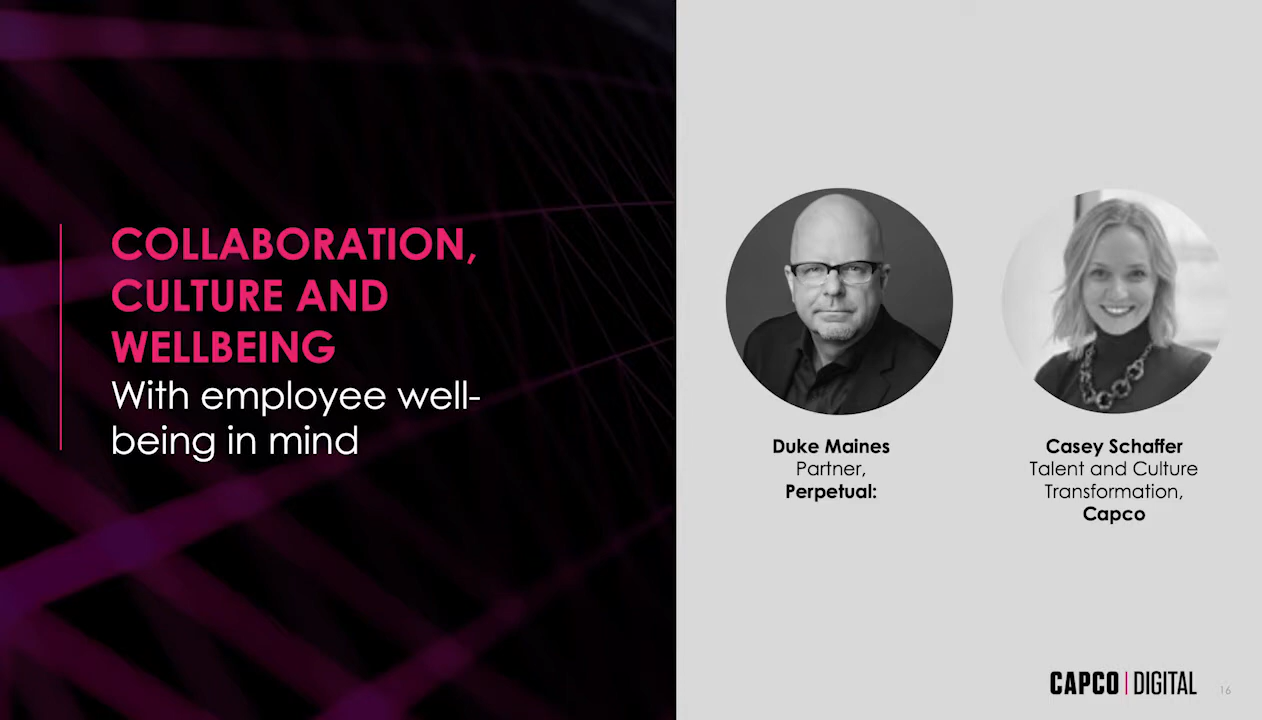 COLLABORATION,
CULTURE AND
WELLBEING
With employee well-
being in mind
Duke Maines
Partner,
Perpetual:
Casey Schaffer
Talent and Culture
Transformation,
Capco
CAPCO | DIGITAL
16